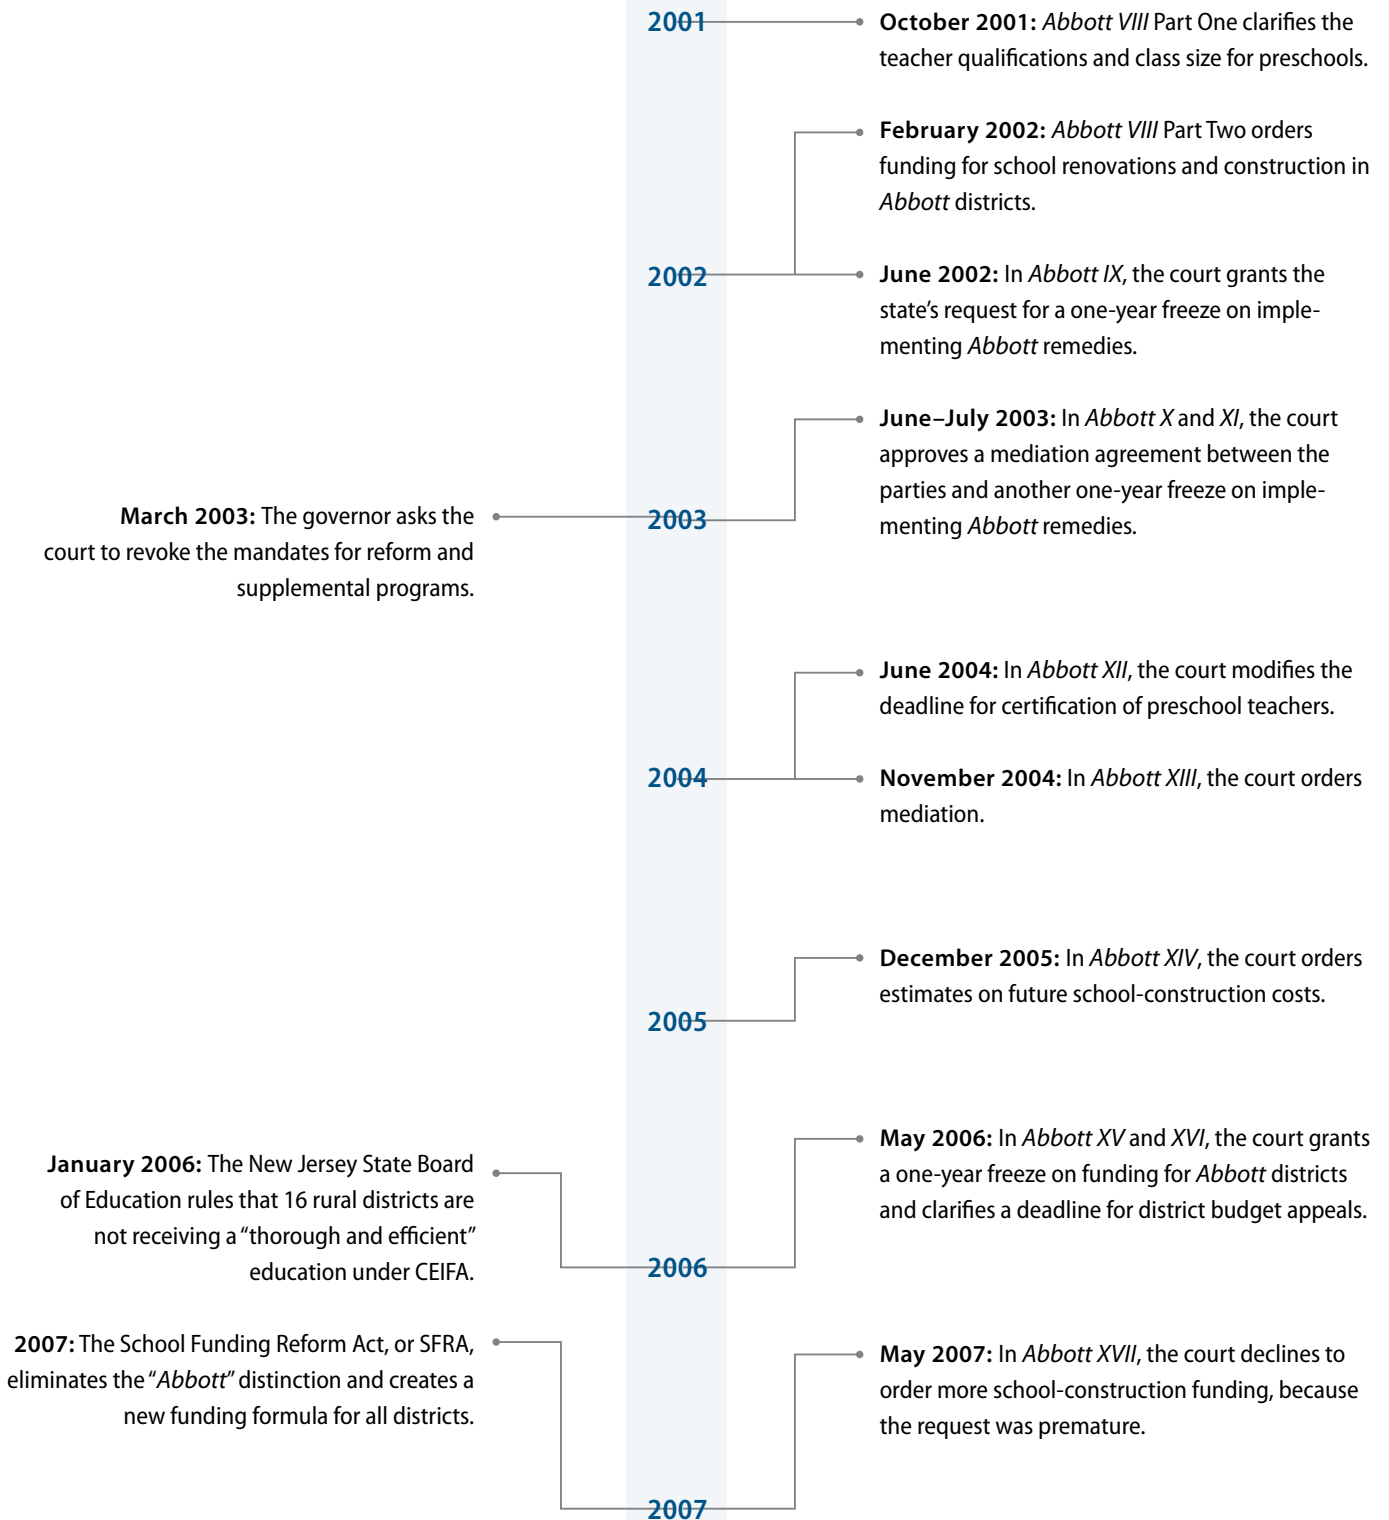 2001
October 2001: Abbott VIII Part One clarifies the
teacher qualifications and class size for preschools.
February 2002: Abbott VIII Part Two orders
funding for school renovations and construction in
Abbott districts.
2002
June 2002: In Abbott IX, the court grants the
state’s request for a one-year freeze on imple-
menting Abbott remedies.
June–July 2003: In Abbott X and XI, the court
approves a mediation agreement between the
parties and another one-year freeze on imple-
menting Abbott remedies.
March 2003: The governor asks the
court to revoke the mandates for reform and
supplemental programs.
2003
June 2004: In Abbott XII, the court modifies the
deadline for certification of preschool teachers.
2004
November 2004: In Abbott XIII, the court orders
mediation.
December 2005: In Abbott XIV, the court orders
estimates on future school-construction costs.
2005
May 2006: In Abbott XV and XVI, the court grants
a one-year freeze on funding for Abbott districts
and clarifies a deadline for district budget appeals.
January 2006: The New Jersey State Board
of Education rules that 16 rural districts are
not receiving a “thorough and efficient”
education under CEIFA.
2006
2007: The School Funding Reform Act, or SFRA,
eliminates the “Abbott” distinction and creates a
new funding formula for all districts.
May 2007: In Abbott XVII, the court declines to
order more school-construction funding, because
the request was premature.
2007